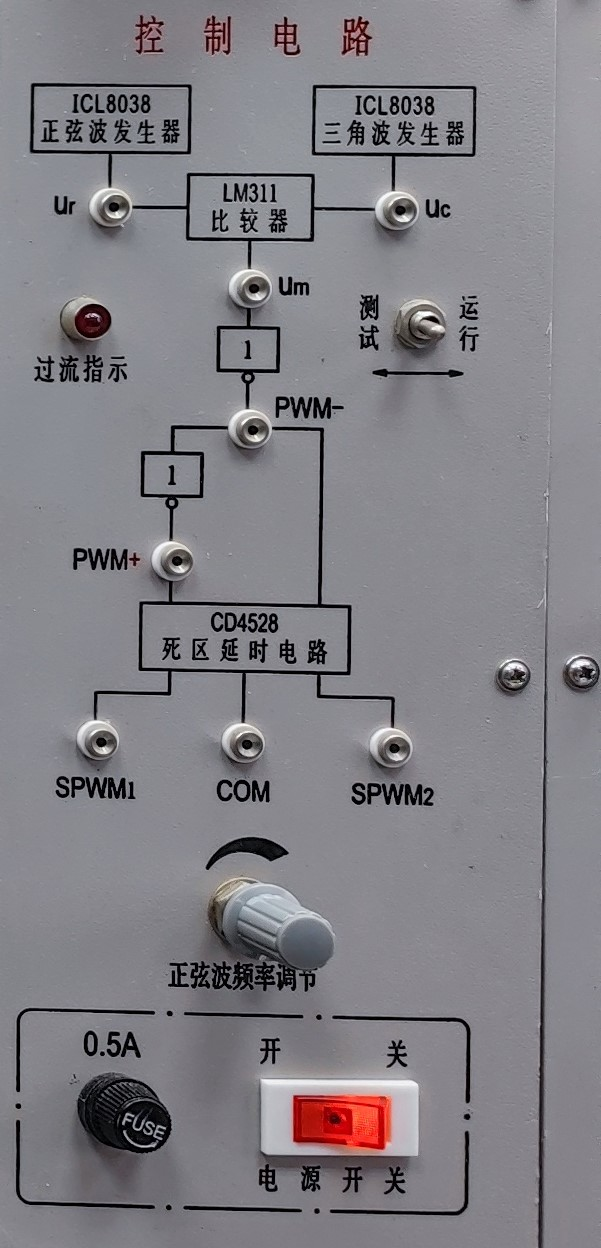 控制电路
ICL8038
正弦波发生器
ICL8038
三角波发生器
Ur
LM311
比较器
Uc
Um
测试
运行
过流指示
1
PWM-
1
PWM+
CD4528
死区延时电路
SPWM1
COM
SPWM2
正弦波频率调节
0.5A
开
关
FUSE
电源开关